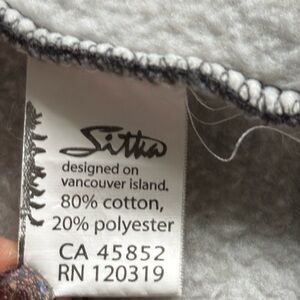 Sitka
designed on
vancouver island.
80% cotton,
20% polyester
CA 45852
RN 120319